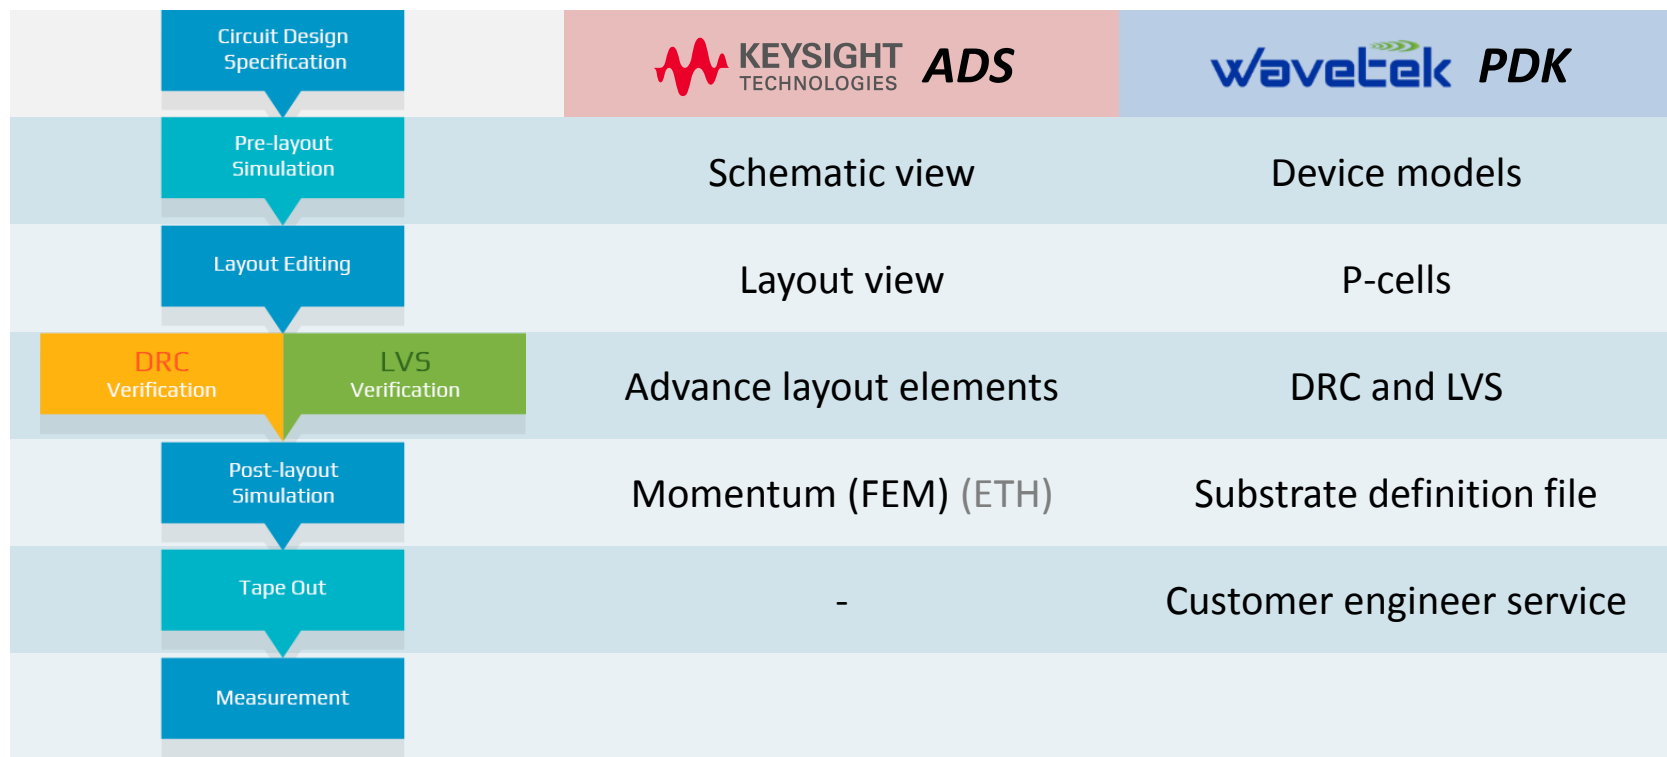 Circuit Design
Specification
KEYSIGHT
TECHNOLOGIES
ADS
wavetek PDK
Pre-layout
Simulation
Schematic view
Device models
Layout Editing
Layout view
P-cells
DRC
Verification
LVS
Verification
Advance layout elements
DRC and LVS
Post-layout
Simulation
Momentum (FEM) (ETH)
Substrate definition file
Tape Out
-
Customer engineer service
Measurement